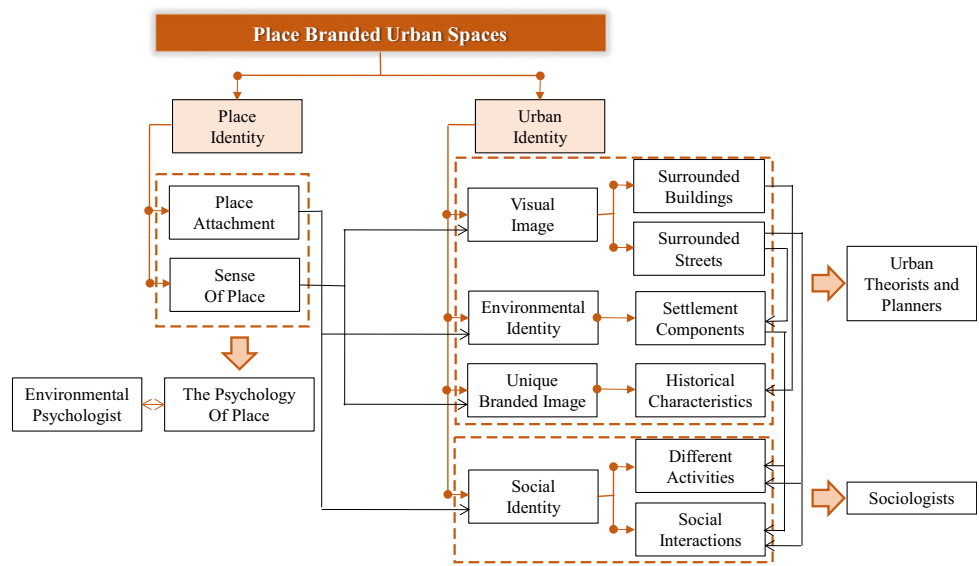 Place Branded Urban Spaces
Place
Identity
Urban
Identity
Place
Attachment
Sense
Of Place
Environmental
Psychologist
The Psychology
Of Place
Visual
Image
Surrounded
Buildings
Surrounded
Streets
Environmental
Identity
Settlement
Components
Unique
Branded Image
Historical
Characteristics
Social
Identity
Different
Activities
Social
Interactions
Urban
Theorists and
Planners
Sociologists